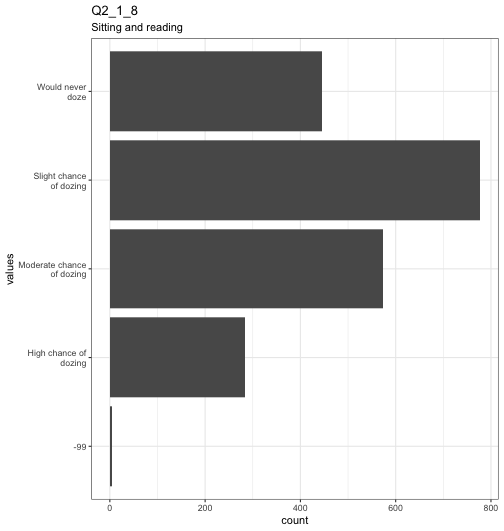 Q2_1_8
Sitting and reading
Would never
doze
Slight chance
of dozing
Moderate chance
of dozing
High chance of
dozing
-99
values
0 200 400 600 800
count